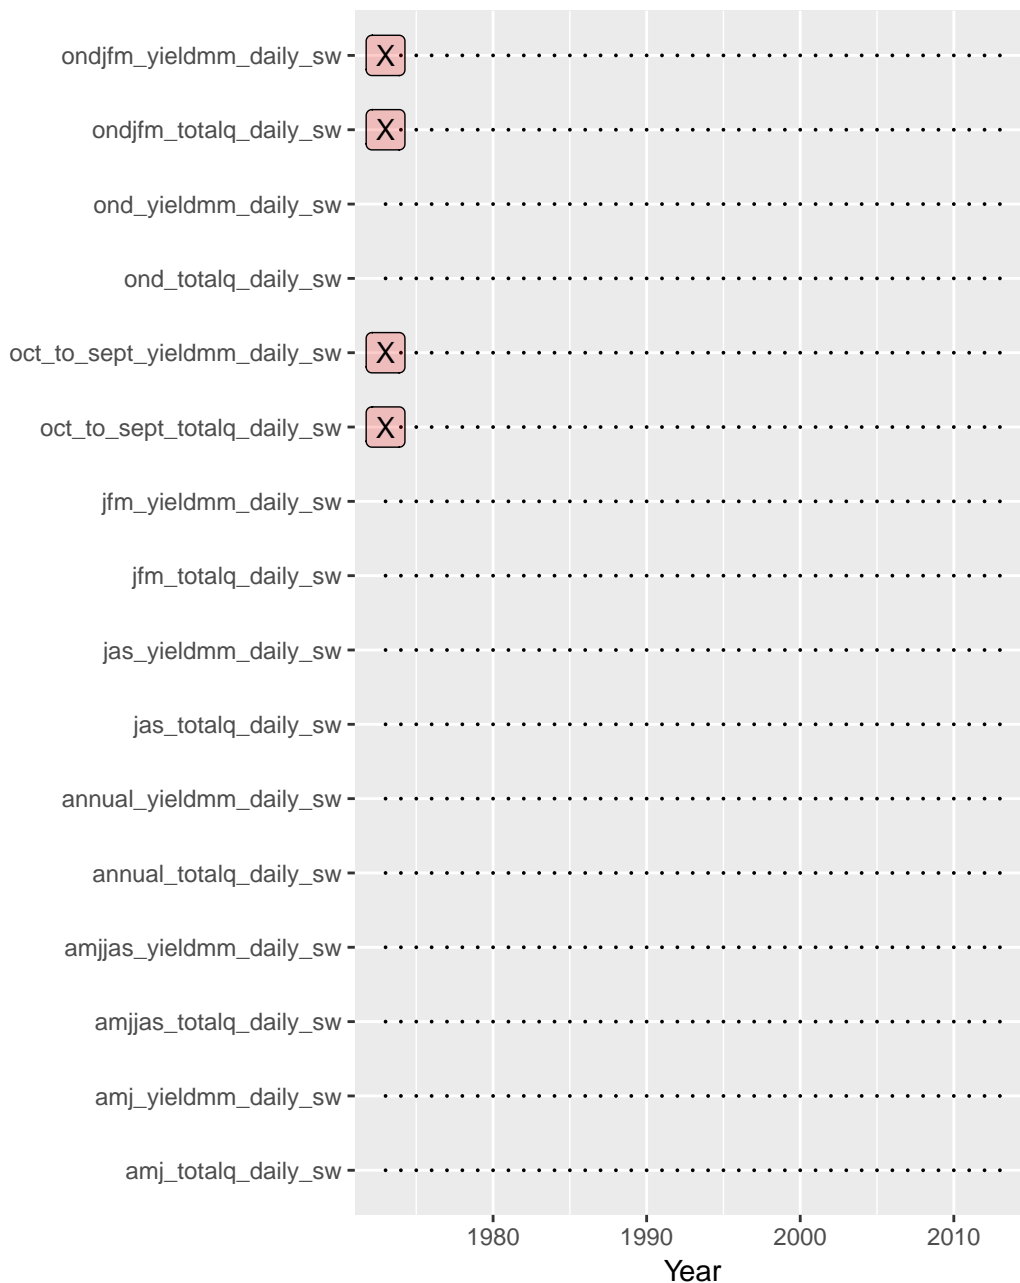 ondjfm_yieldmm_daily_sw X
ondjfm_totalq_daily_sw X
ond_yieldmm_daily_sw
ond_totalq_daily_sw
oct_to_sept_yieldmm_daily_sw X
oct_to_sept_totalq_daily_sw X
jfm_yieldmm_daily_sw
jfm_totalq_daily_sw
jas_yieldmm_daily_sw
jas_totalq_daily_sw
annual_yieldmm_daily_sw
annual_totalq_daily_sw
amjjas_yieldmm_daily_sw
amjjas_totalq_daily_sw
amj_yieldmm_daily_sw
amj_totalq_daily_sw
1980 1990 2000 2010
Year